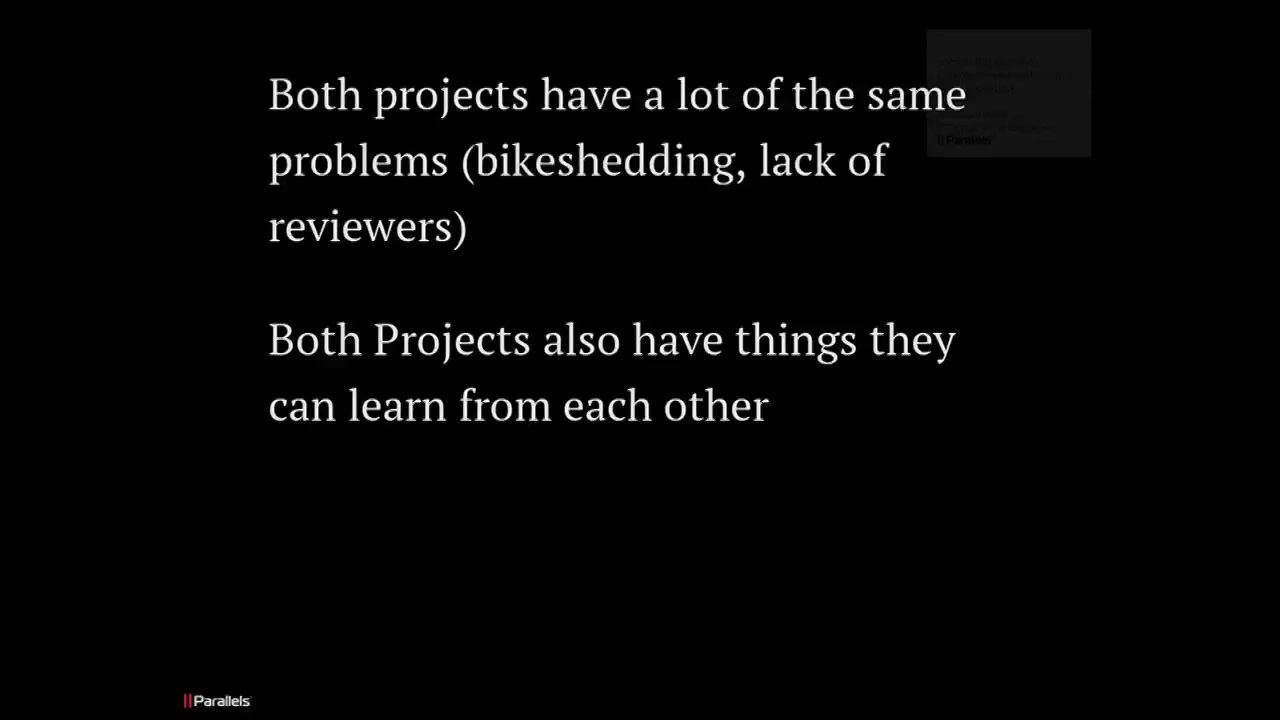 Both projects have a lot of the same
problems (bikeshedding, lack of
reviewers)
Both Projects also have things they
can learn from each other
Parallels
Parallels